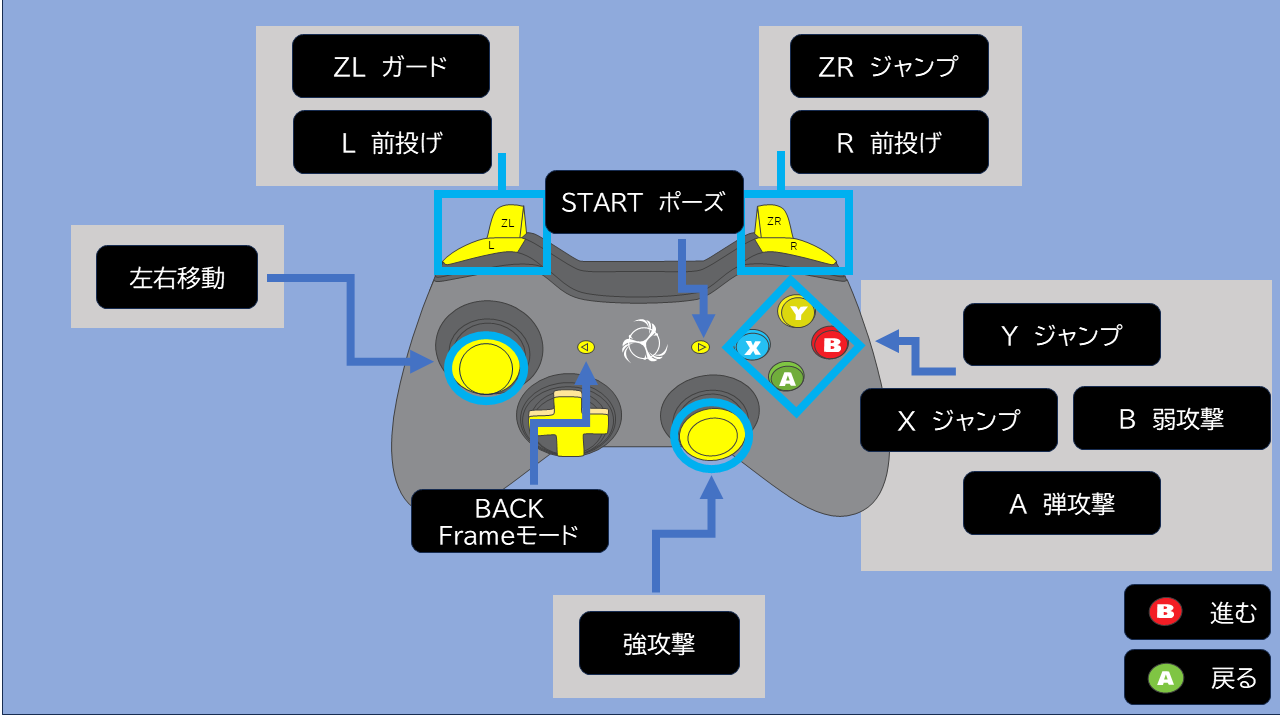 ZL ガード
L 前投げ
ZR ジャンプ
R 前投げ
START ポーズ
ZL
L
ZR
R
左右移動
Y
X
B
A
Y ジャンプ
X ジャンプ
B 弱攻撃
A 弾攻撃
BACK
Frameモード
強攻撃
B 進む
A 戻る